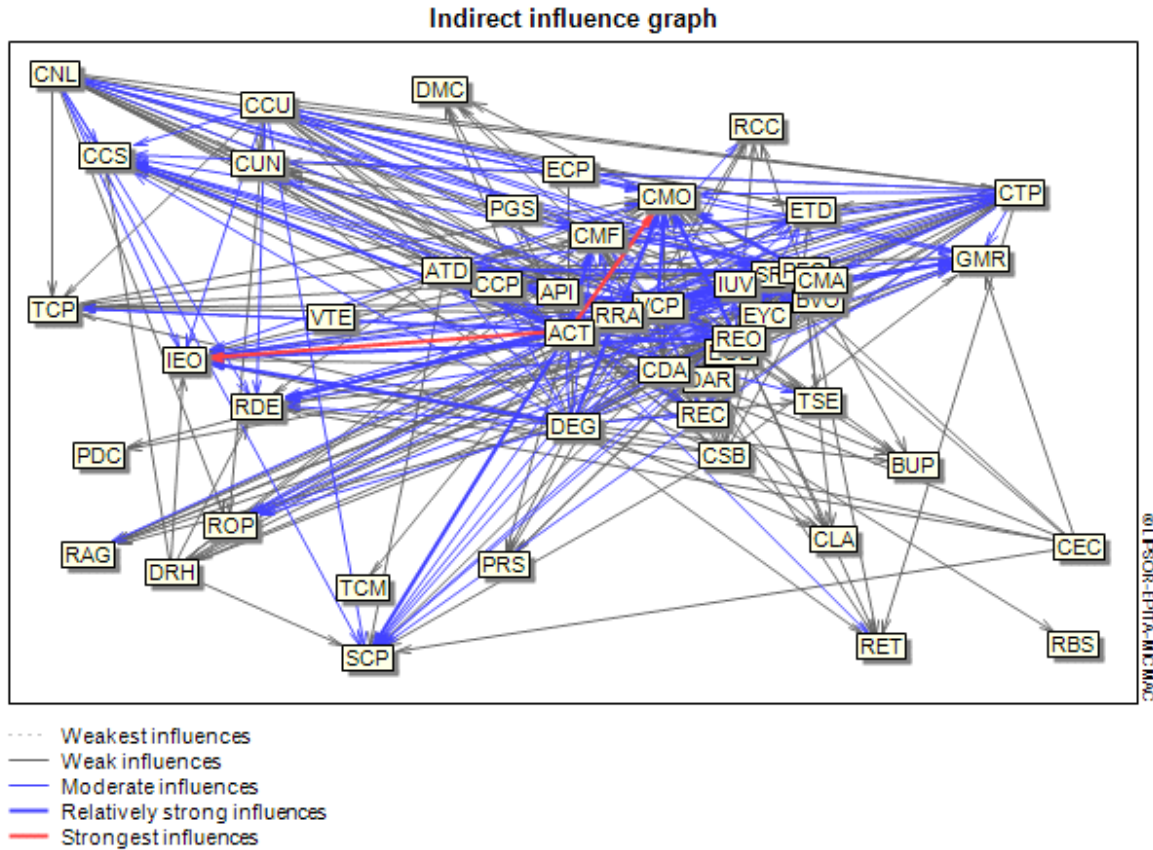 Indirect influence graph
CNL
DMC
CCU
RCC
CCS
CUN
ECP
CMO
CTP
PGS
ETD
CMF
GMR
ATD
CCP
IUV
CMA
API
TCP
VTE
RRA
VCP
EYC
ACT
REO
IEO
CDA
DAR
RDE
TSE
REC
DEG
PDC
CSB
BUP
ROP
CLA
RAG
DRH
PRS
CEC
TCM
SCP
RET
RBS
Weakest influences
Weak influences
Moderate influences
Relatively strong influences
Strongest influences